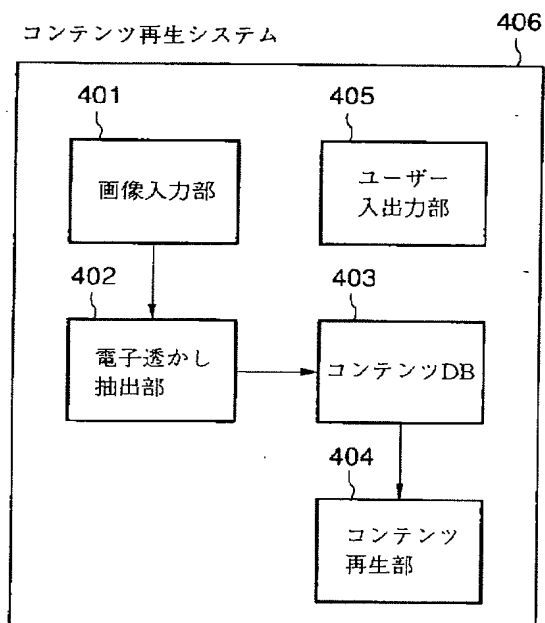 コンテンツ再生システム
406
401
画像入力部
405
ユーザー
入出力部
402
電子透かし
抽出部
403
コンテンツDB
404
コンテンツ
再生部